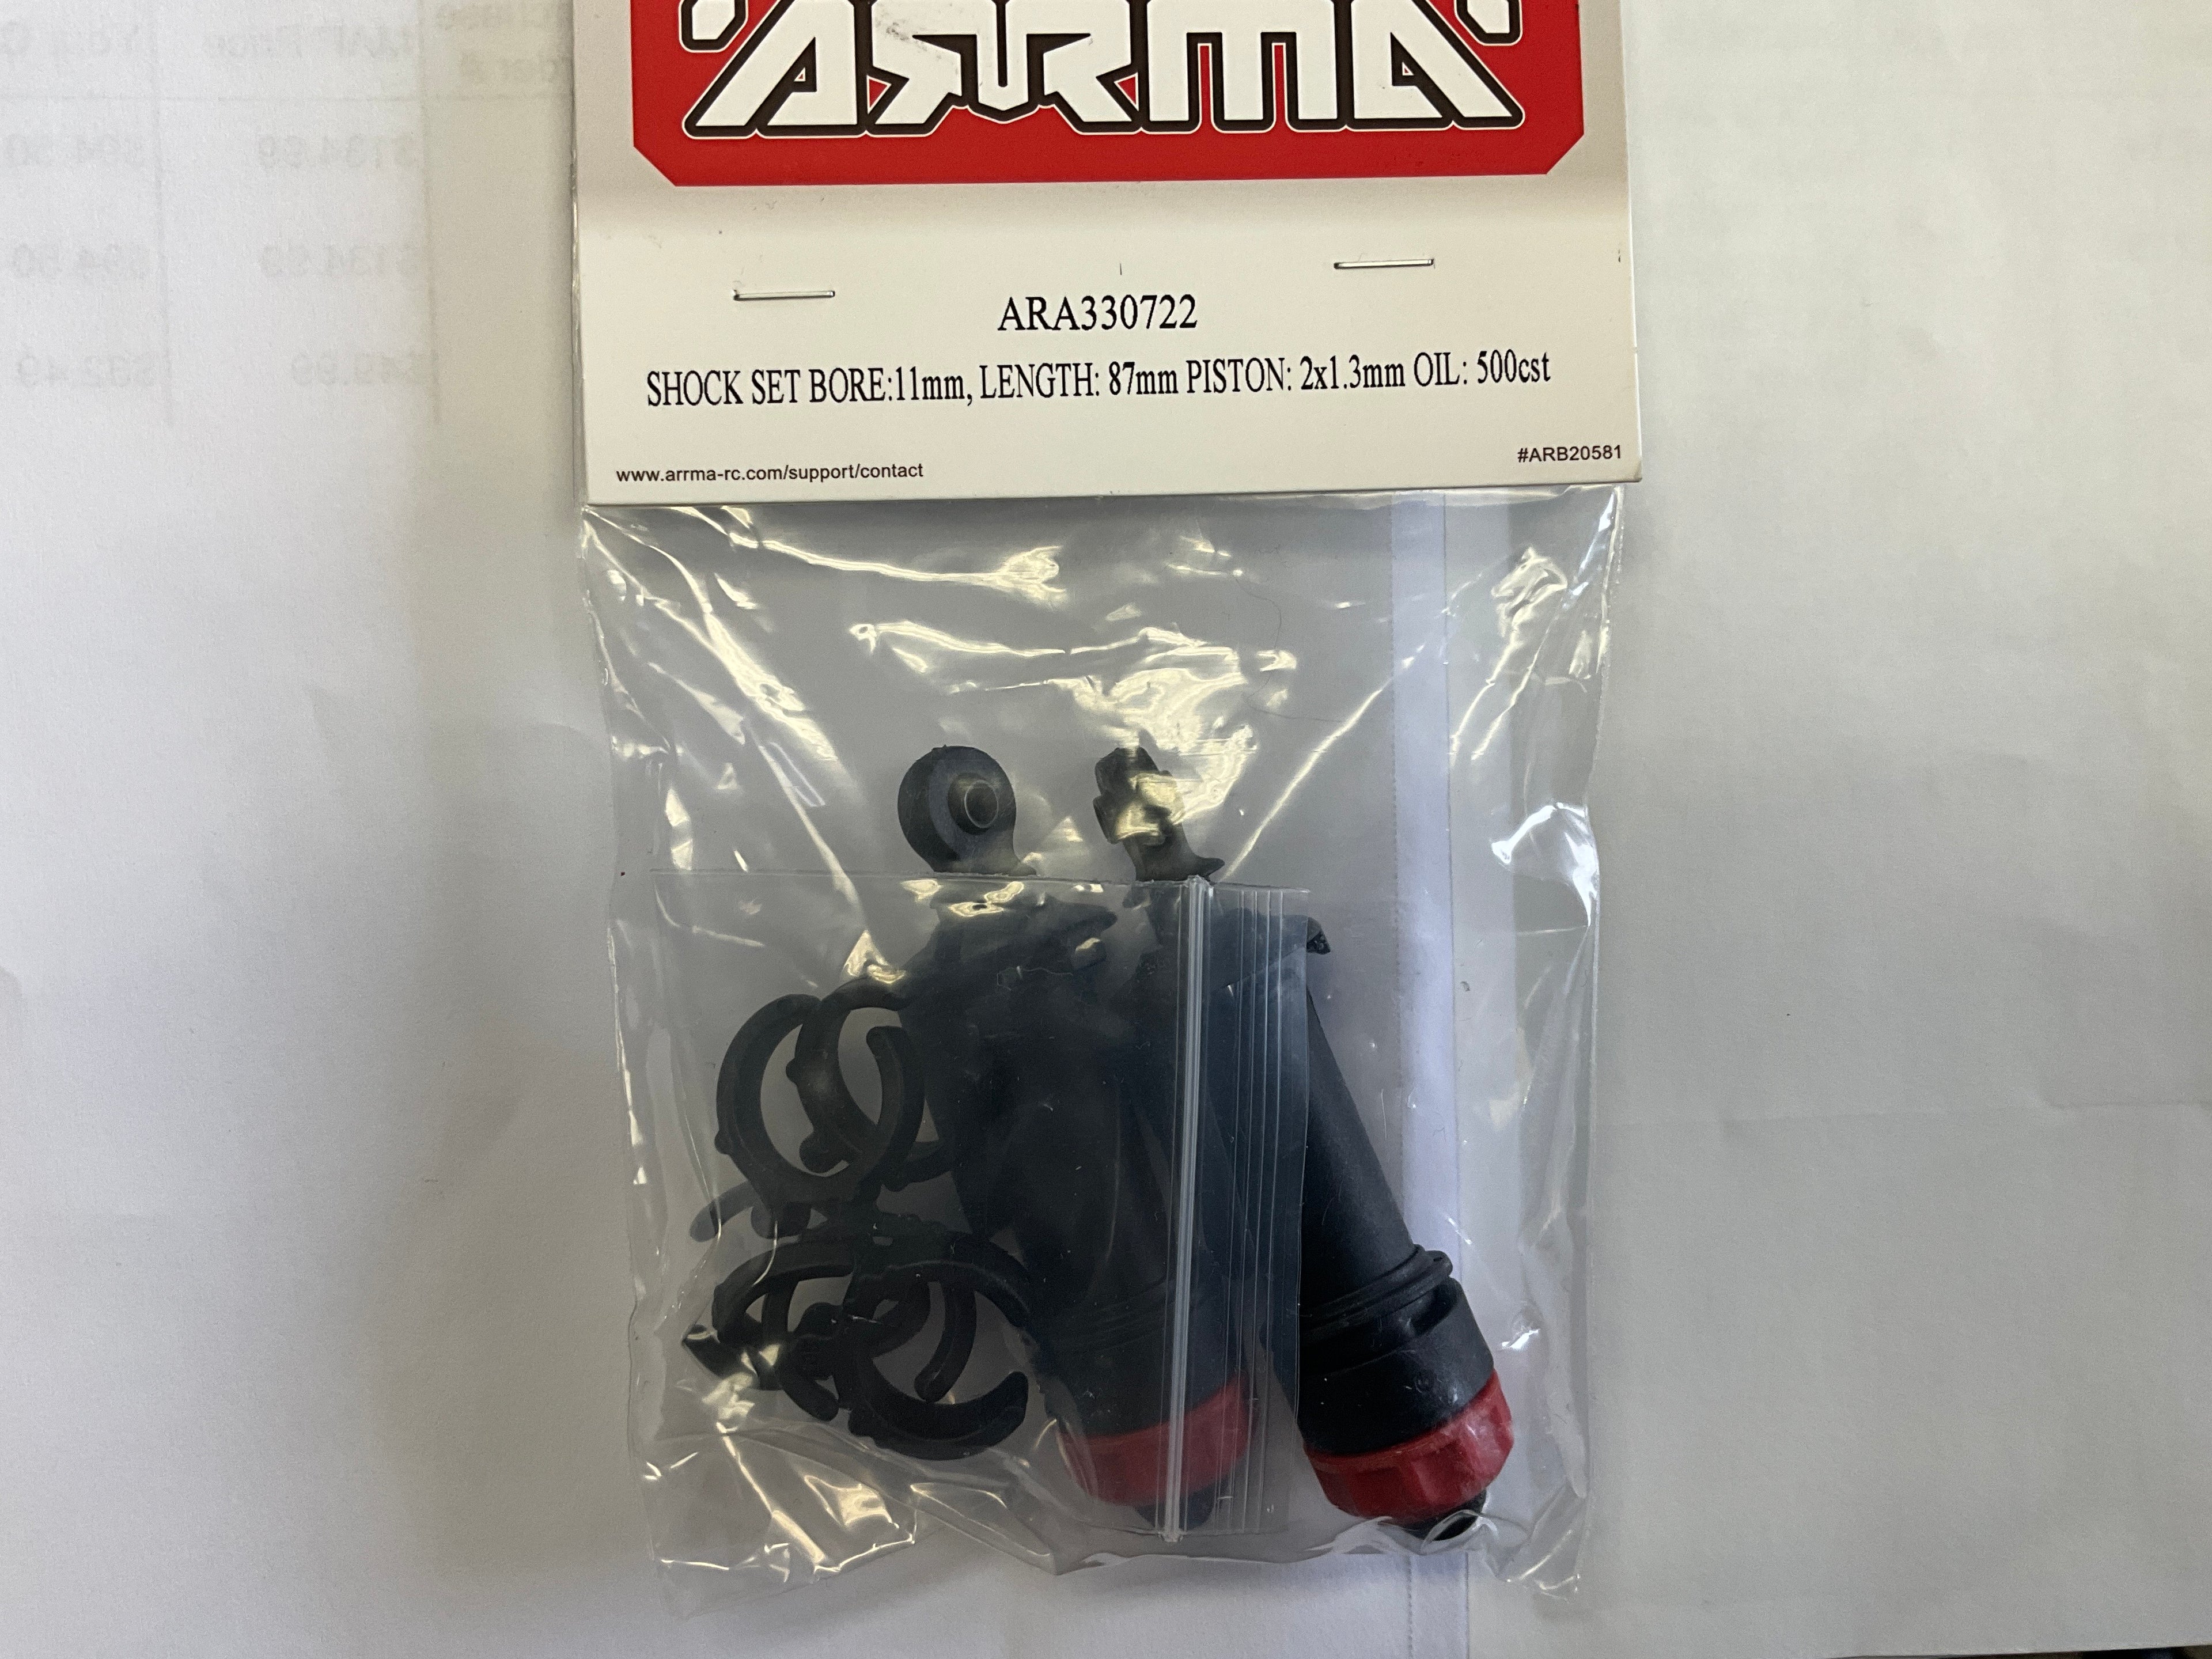 ARRMA
ARA330722
SHOCK SET BORE:11mm, LENGTH: 87mm PISTON: 2x1.3mm OIL: 500cst
www.arrma-rc.com/support/contact
#ARB20581